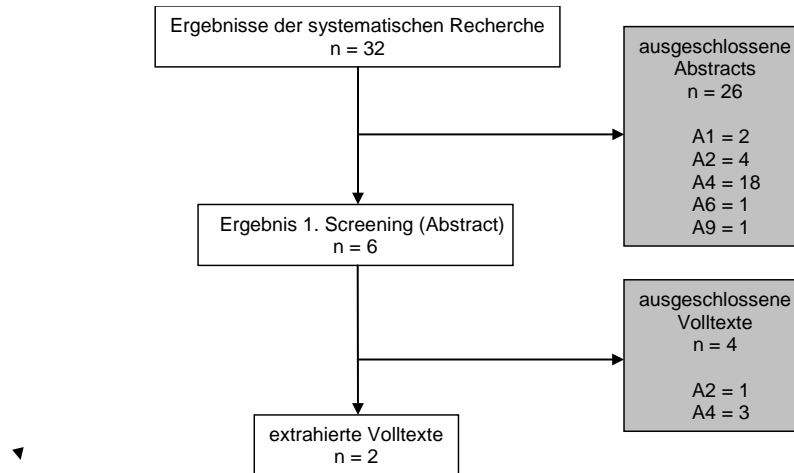 Ergebnisse der systematischen Recherche
n = 32
ausgeschlossene
Abstracts
n = 26
A1 = 2
A2 = 4
A4 = 18
A6 = 1
A9 = 1
Ergebnis 1. Screening (Abstract)
n = 6
ausgeschlossene
Volltexte
n = 4
A2 = 1
A4 = 3
extrahierte Volltexte
n = 2